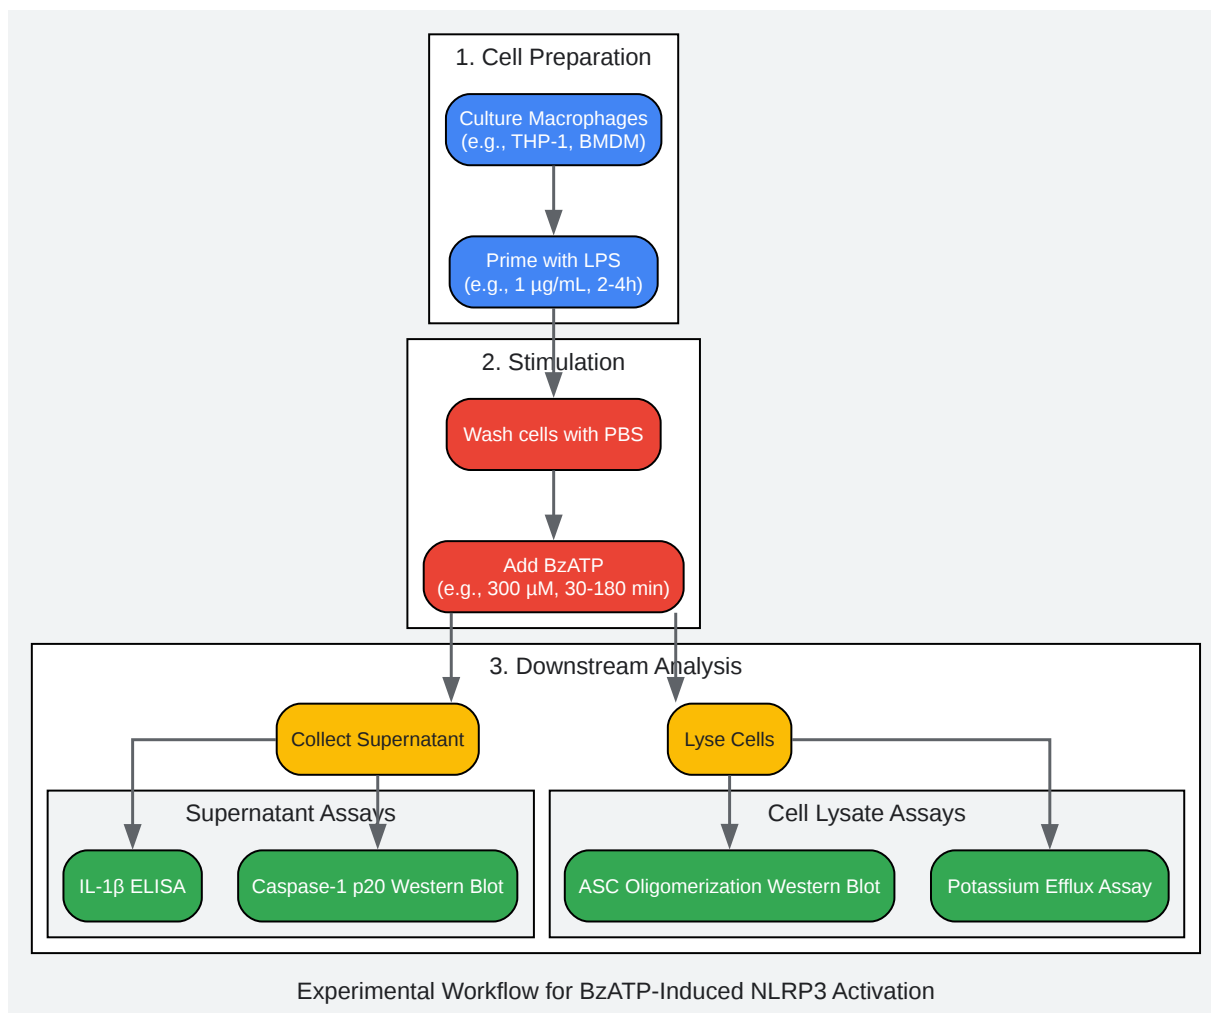 1. Cell Preparation
Culture Macrophages
(e.g., THP-1, BMDM)
Prime with LPS
(e.g., 1 µg/mL, 2-4h)
2. Stimulation
Wash cells with PBS
Add BzATP
(e.g., 300 µM, 30-180 min)
3. Downstream Analysis
Collect Supernatant
Lyse Cells
Supernatant Assays
Cell Lysate Assays
IL-1β ELISA
Caspase-1 p20 Western Blot
ASC Oligomerization Western Blot
Potassium Efflux Assay
Experimental Workflow for BzATP-Induced NLRP3 Activation